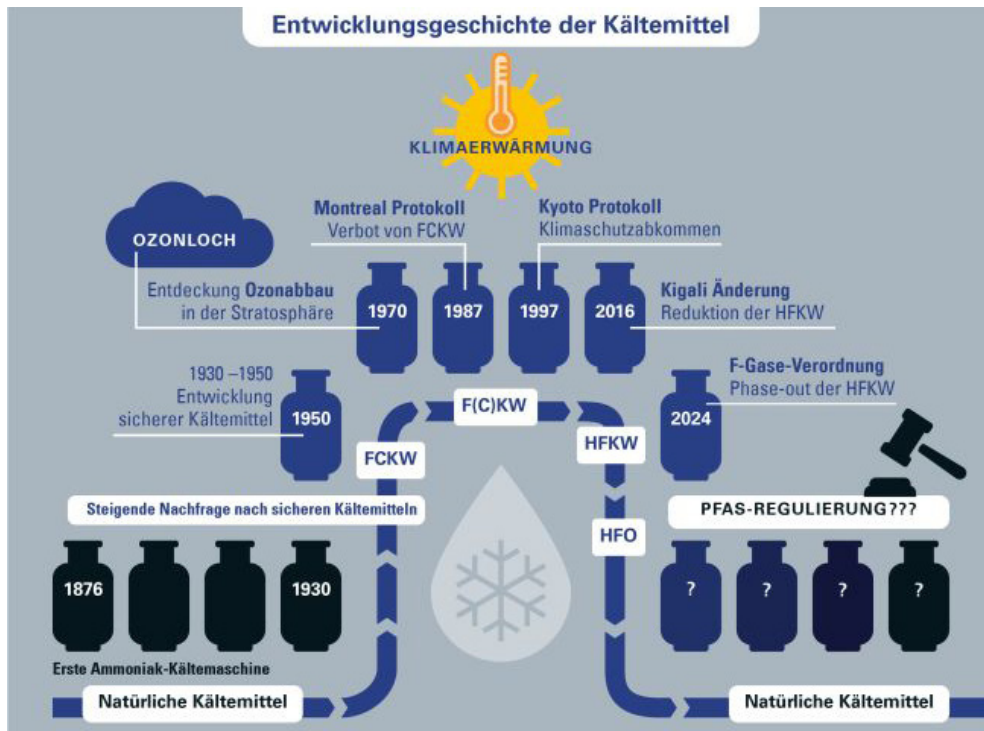 Entwicklungsgeschichte der Kältemittel
KLIMAERWÄRMUNG
OZONLOCH
Montreal Protokoll
Verbot von FCKW
Kyoto Protokoll
Klimaschutzabkommen
Entdeckung Ozonabbau
in der Stratosphäre
1970
1987
1997
2016
Kigali Änderung
Reduktion der HFKW
1930 –1950
Entwicklung
sicherer Kältemittel
1950
FCKW
F(C)KW
HFKW
HFO
2024
F-Gase-Verordnung
Phase-out der HFKW
Steigende Nachfrage nach sicheren Kältemitteln
PFAS-REGULIERUNG???
1876
1930
?
?
?
?
Erste Ammoniak-Kältemaschine
Natürliche Kältemittel
Natürliche Kältemittel